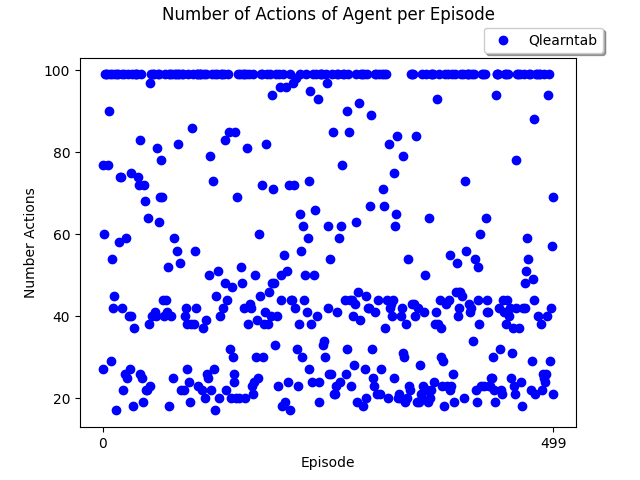 Number of Actions of Agent per Episode
Qlearntab
100
80
60
40
20
Number Actions
0
499
Episode